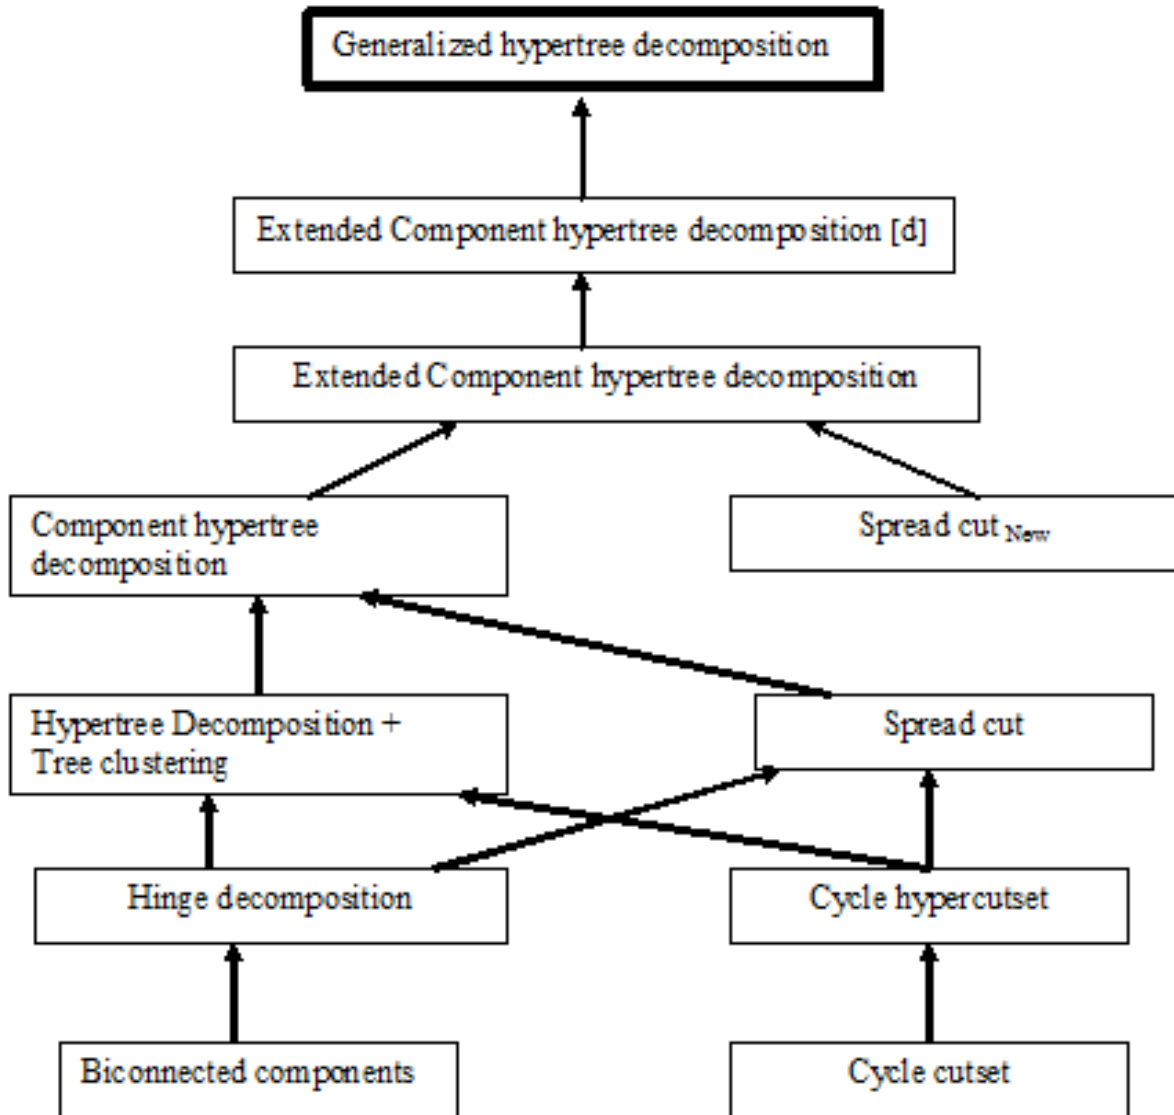 Generalized hypertree decomposition
Extended Component hypertree decomposition [d]
Extended Component hypertree decomposition
Component hypertree
decomposition
Spread cut New
Hypertree Decomposition +
Tree clustering
Spread cut
Hinge decomposition
Cycle hypercutset
Biconnected components
Cycle cutset